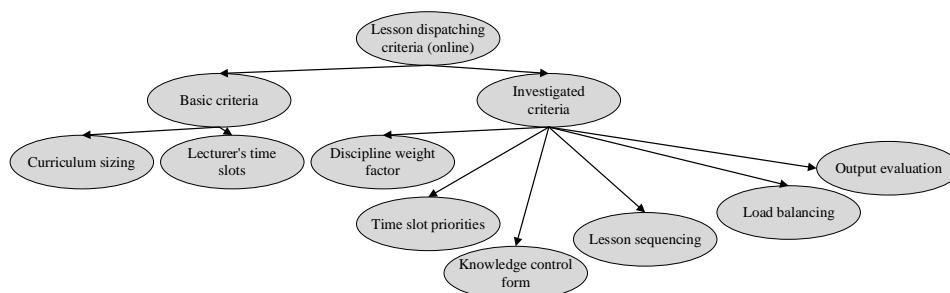 Lesson dispatching
criteria (online)
Basic criteria
Investigated
criteria
Curriculum sizing
Lecturer's time
slots
Discipline weight
factor
Output evaluation
Time slot priorities
Load balancing
Lesson sequencing
Knowledge control
form